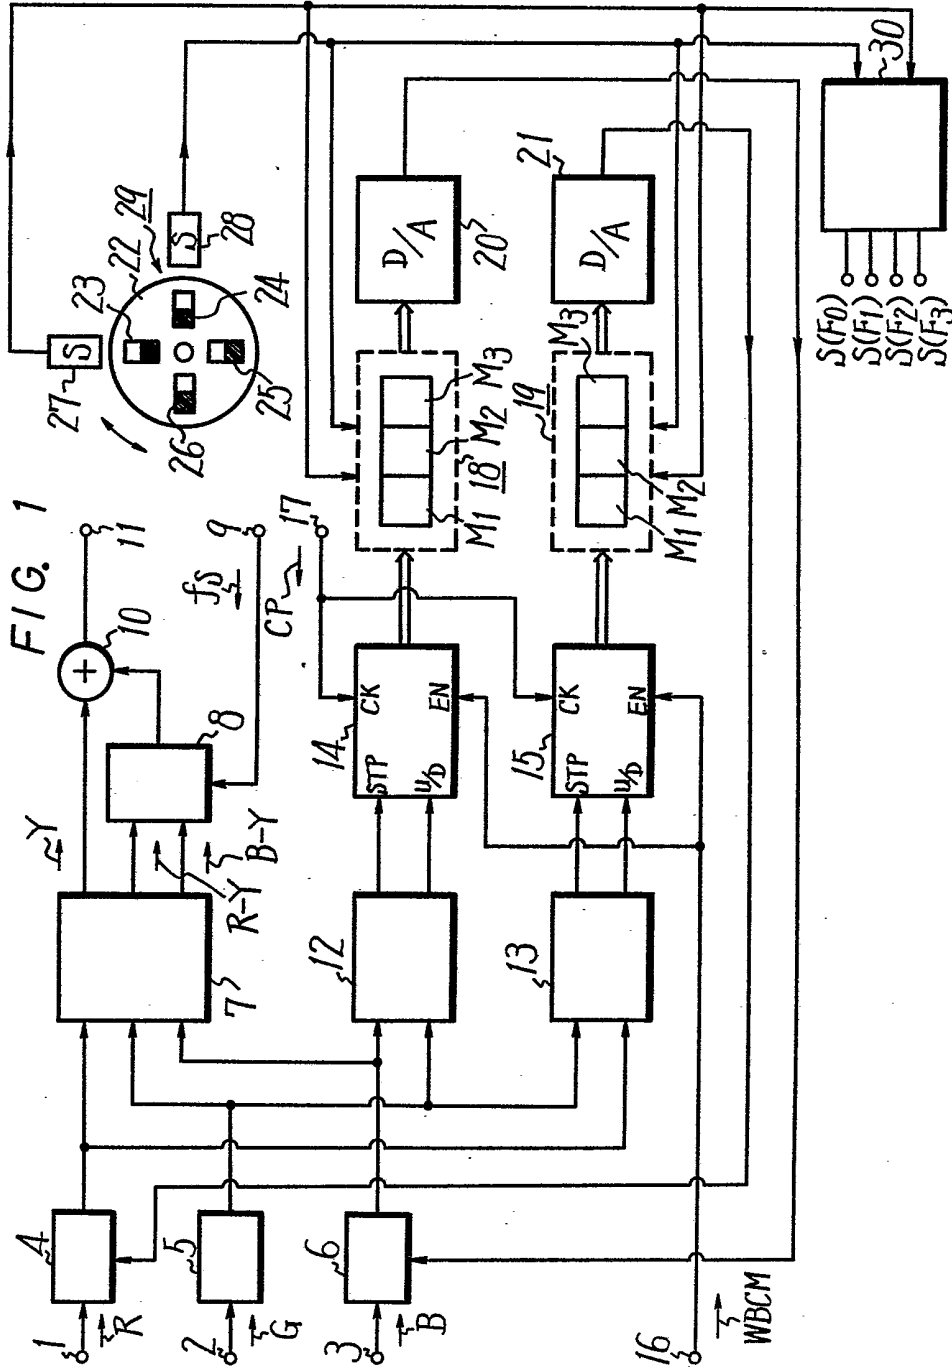 FIG. 1
1
R
2
G
3
B
16
WBCM
4
5
6
7
Y
R-Y
B-Y
8
10
11
fS
9
CP
17
12
13
14
STP
CK
U/D
EN
15
STP
CK
U/D
EN
M1
M2
M3
18
M1
M2
M3
19
D/A
20
D/A
21
27
S
23
22
29
S
28
24
25
26
30
S(F0)
S(F1)
S(F2)
S(F3)